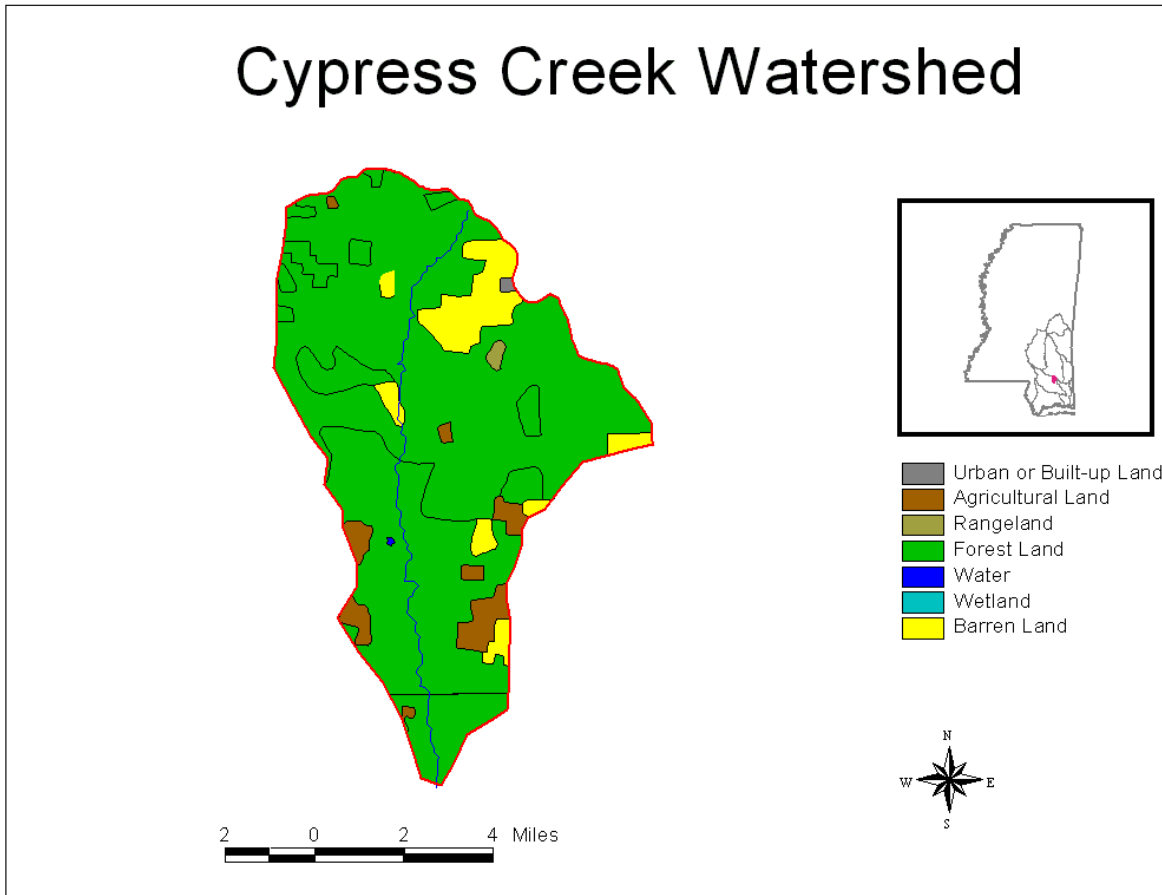 Cypress Creek Watershed
Urban or Built-up Land
Agricultural Land
Rangeland
Forest Land
Water
Wetland
Barren Land
N
W E
S
2 0 2 4 Miles